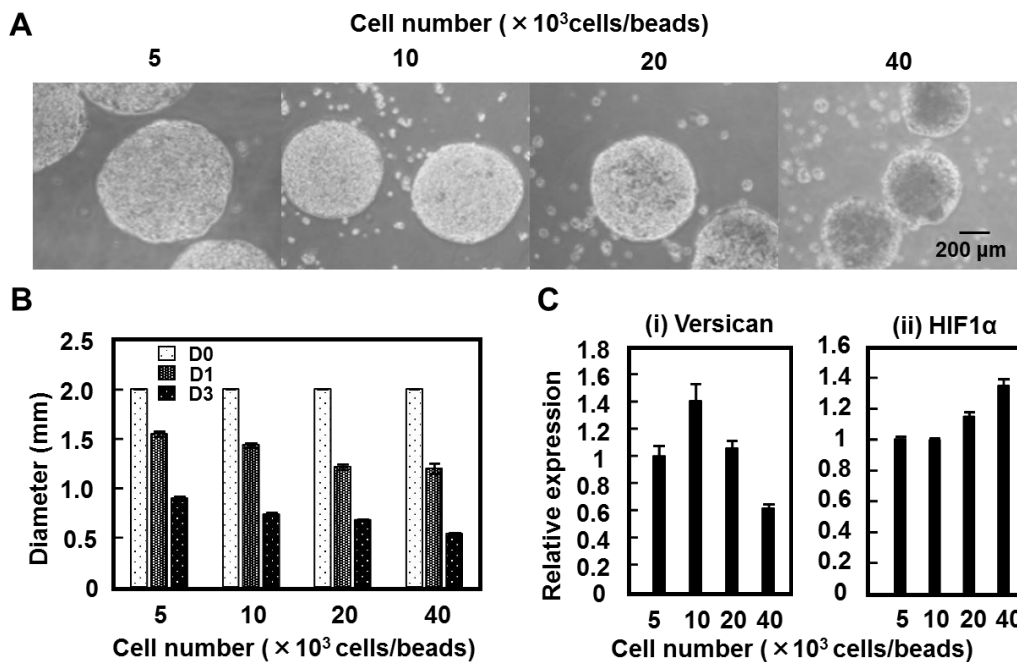 A
Cell number (×10³cells/beads)
5 10 20 40
200 µm
B
2.5
2.0
1.5
1.0
0.5
0
Diameter (mm)
D0
D1
D3
5 10 20 40
Cell number (×10³ cells/beads)
C
(i) Versican
(ii) HIF1α
Relative expression
1.8
1.6
1.4
1.2
1
0.8
0.6
0.4
0.2
0
5 10 20 40
1.6
1.4
1.2
1
0.8
0.6
0.4
0.2
0
5 10 20 40
Cell number (×10³ cells/beads)